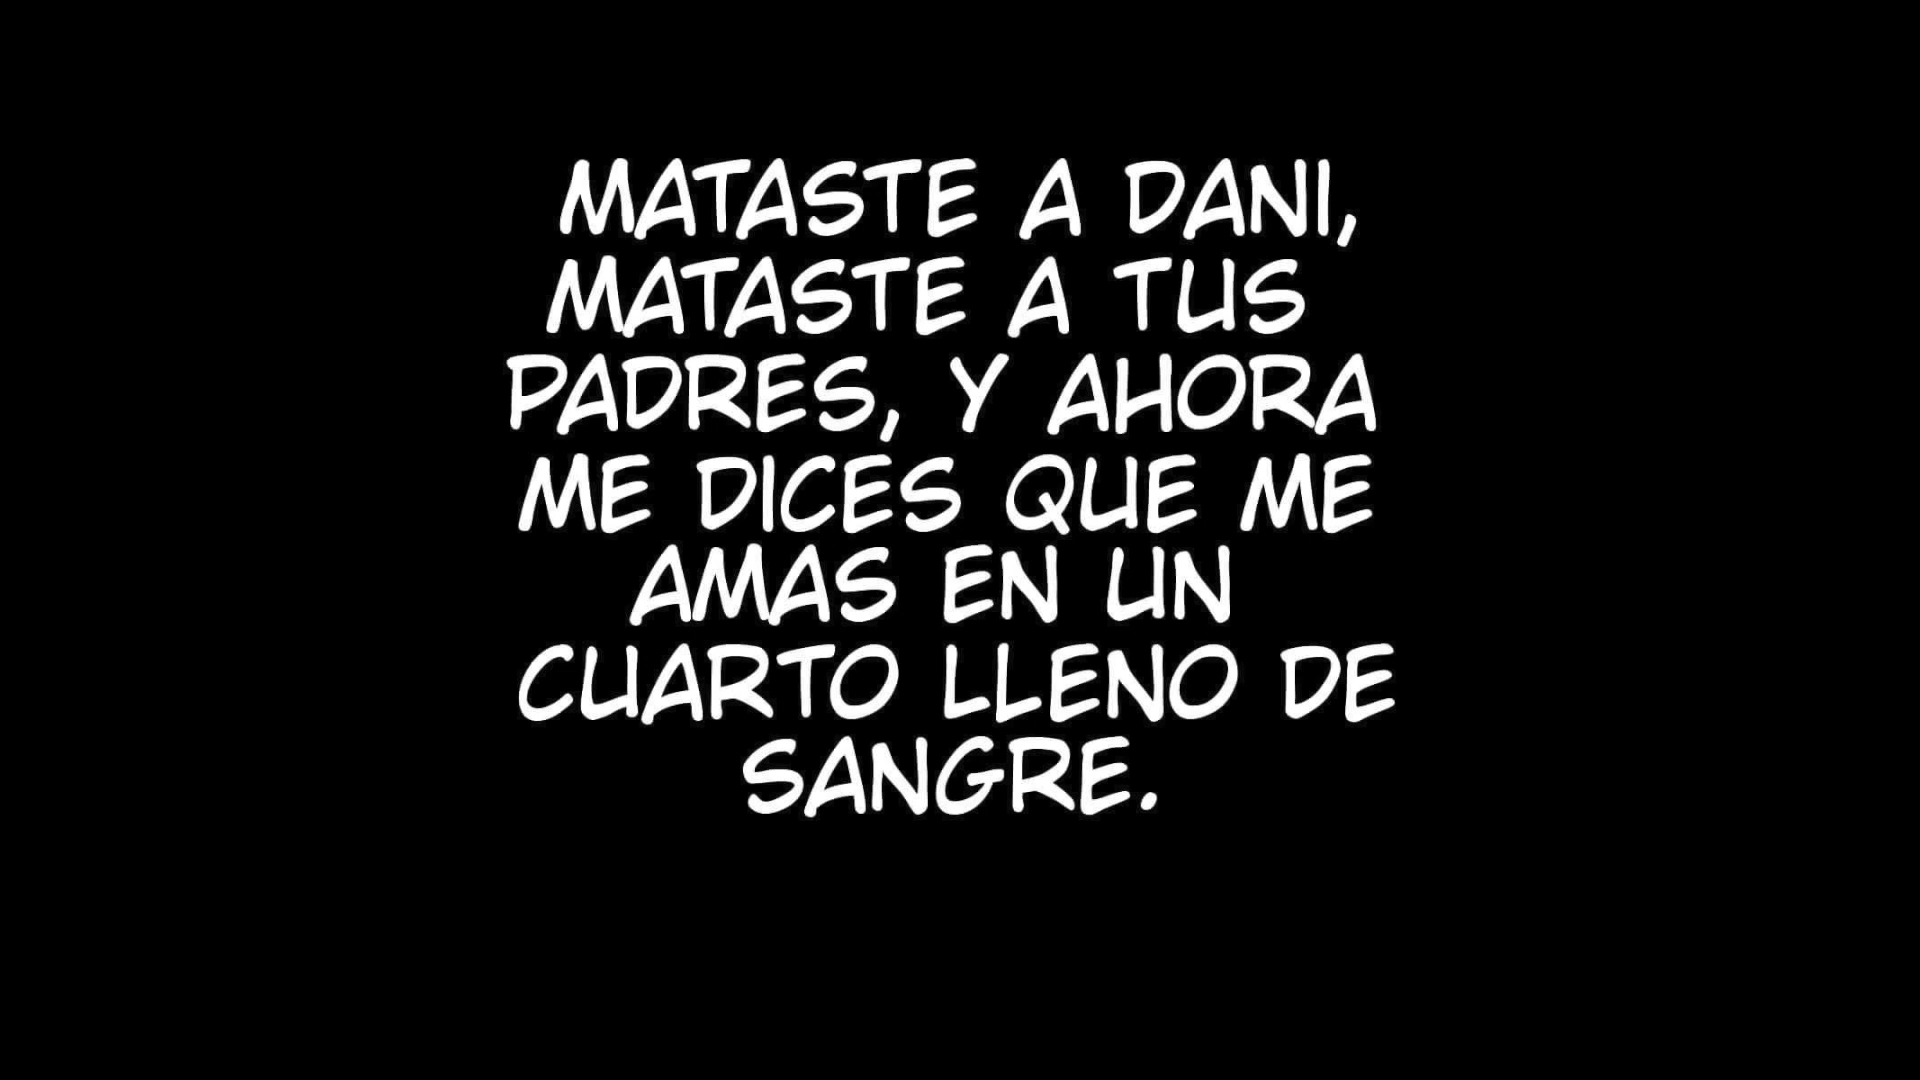 MATASTE A DANI,
MATASTE A TUS
PADRES, Y AHORA
ME DICES QUE ME
AMAS EN UN
CUARTO LLENO DE
SANGRE.